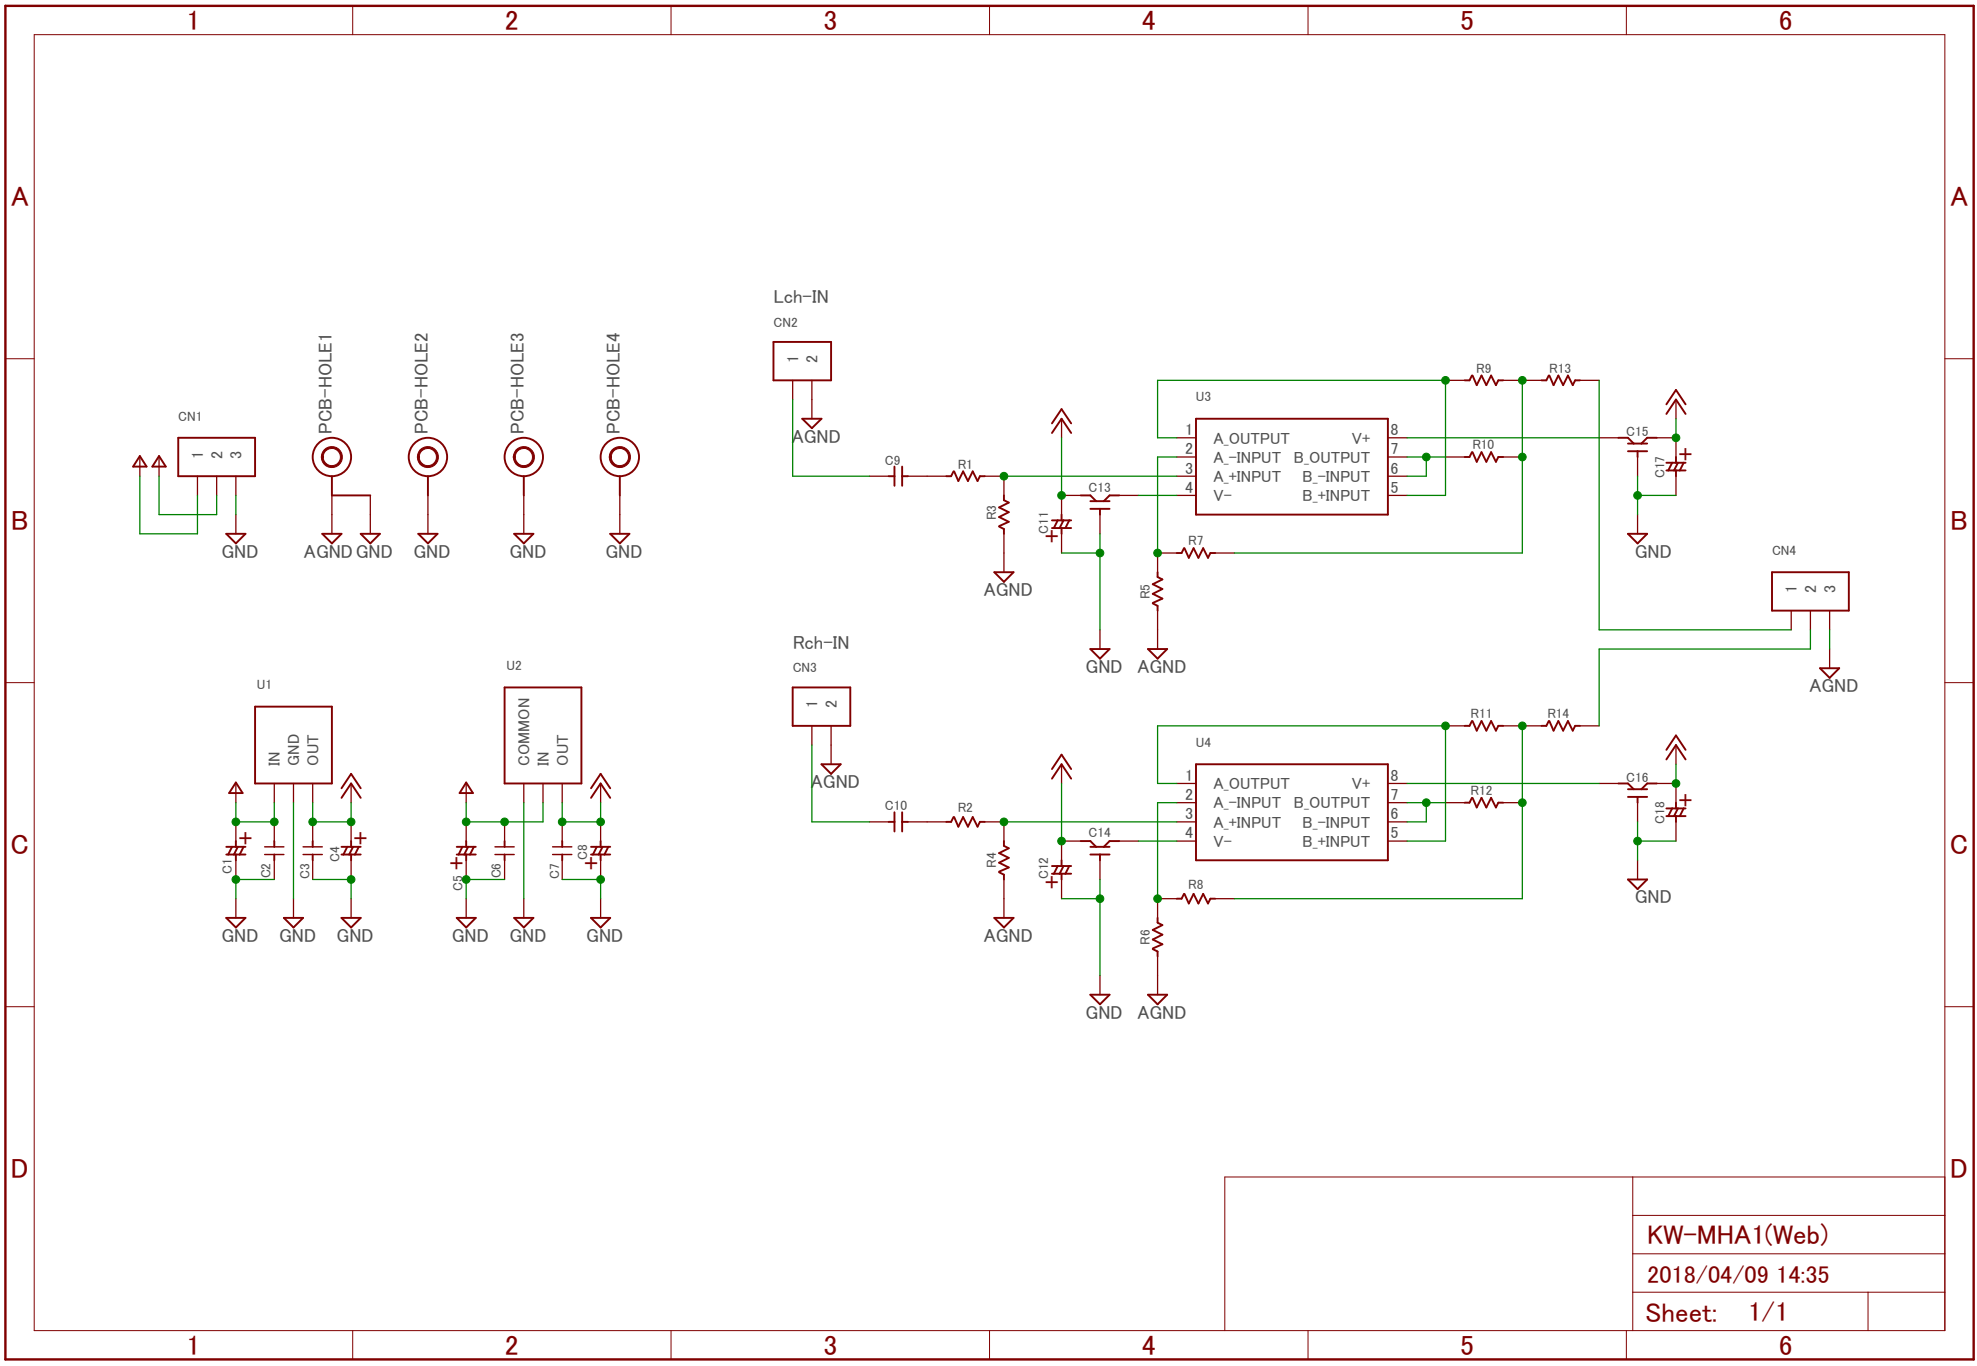 1 2 3 4 5 6
A A
B B
C C
D D
CN1
1 2 3
GND
PCB-HOLE1
AGND GND
PCB-HOLE2
GND
PCB-HOLE3
GND
PCB-HOLE4
GND
U1
IN
GND
OUT
C1
+
C2
C3
C4
+
GND GND GND
U2
COMMON
IN
OUT
C5
+
C6
C7
C8
+
GND GND GND
Lch-IN
CN2
1 2
AGND
C9
R1
R3
AGND
C11
+
C13
GND
U3
1 A_OUTPUT V+ 8
2 A_-INPUT B_OUTPUT 7
3 A_+INPUT B_-INPUT 6
4 V- B_+INPUT 5
R9
R13
R10
R7
R5
AGND
C15
C17
+
GND
CN4
1 2 3
AGND
Rch-IN
CN3
1 2
AGND
C10
R2
R4
AGND
C12
+
C14
GND
U4
1 A_OUTPUT V+ 8
2 A_-INPUT B_OUTPUT 7
3 A_+INPUT B_-INPUT 6
4 V- B_+INPUT 5
R11
R14
R12
R8
R6
AGND
C16
C18
+
GND
KW-MHA1(Web)
2018/04/09 14:35
Sheet: 1/1
1 2 3 4 5 6